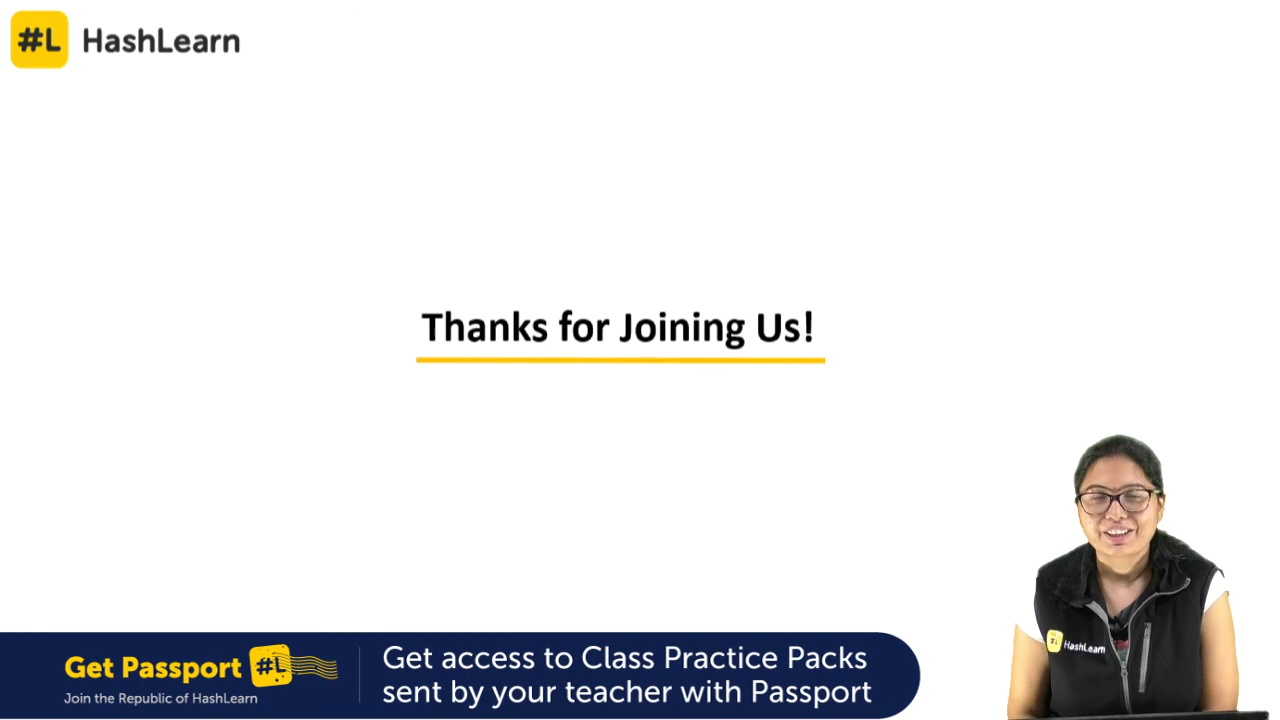 #L HashLearn
Thanks for Joining Us!
#L HashLearn
Get Passport #L
Join the Republic of HashLearn
Get access to Class Practice Packs
sent by your teacher with Passport